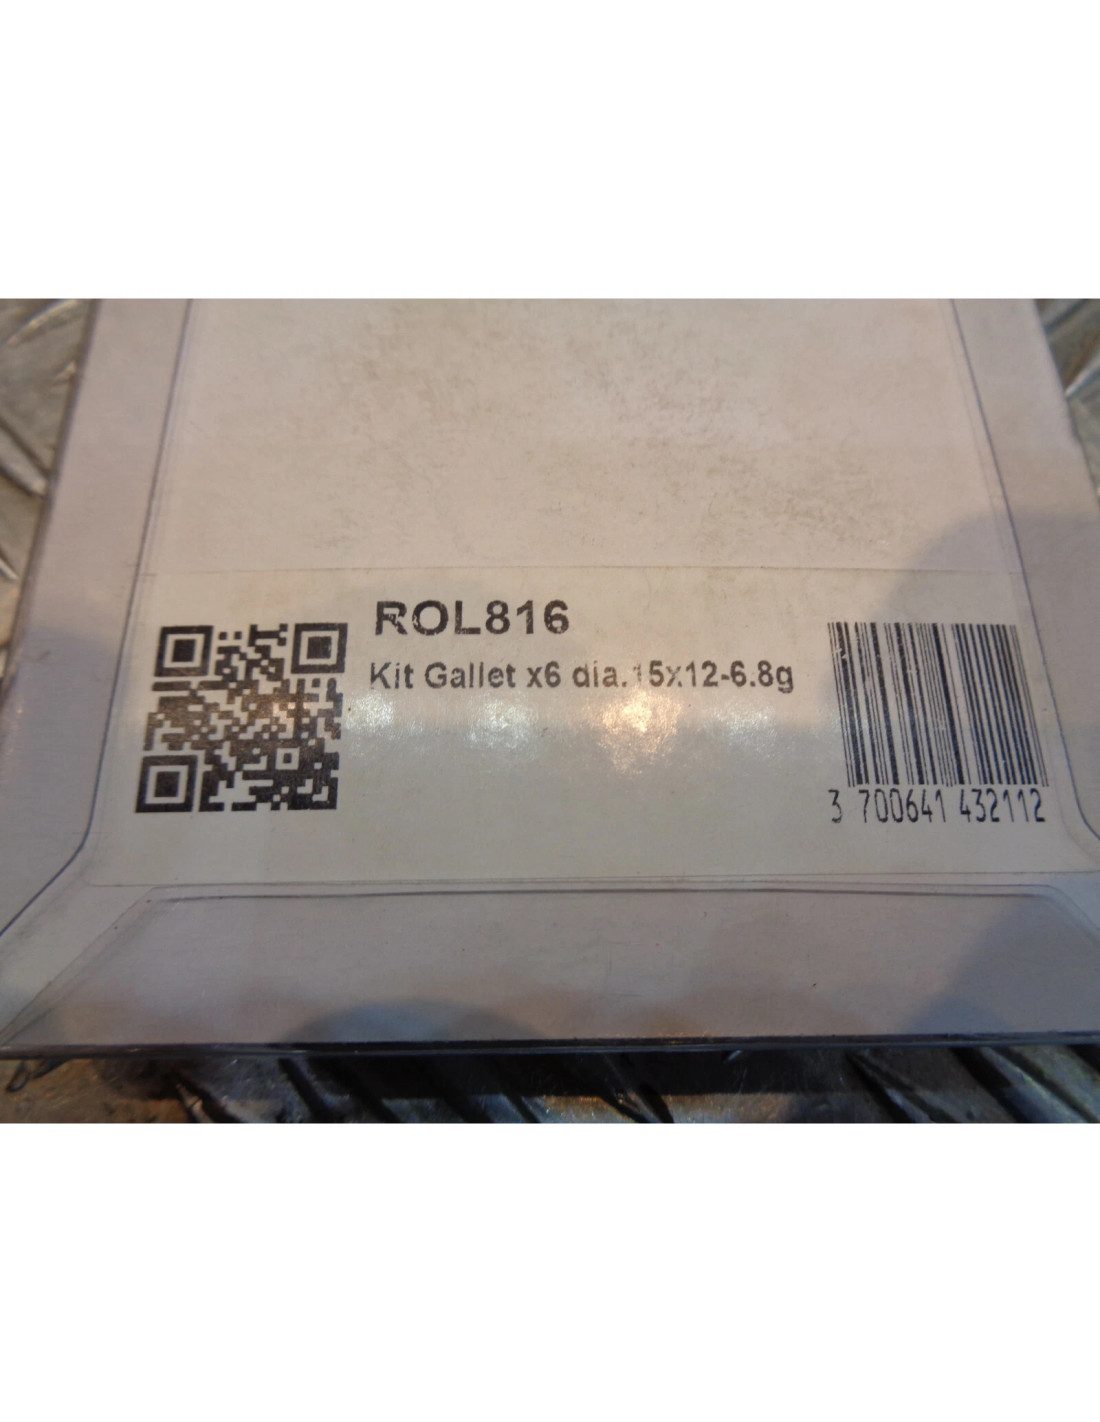 ROL816
Kit Gallet x6 dia.15x12-6.8g
3 700641 432112